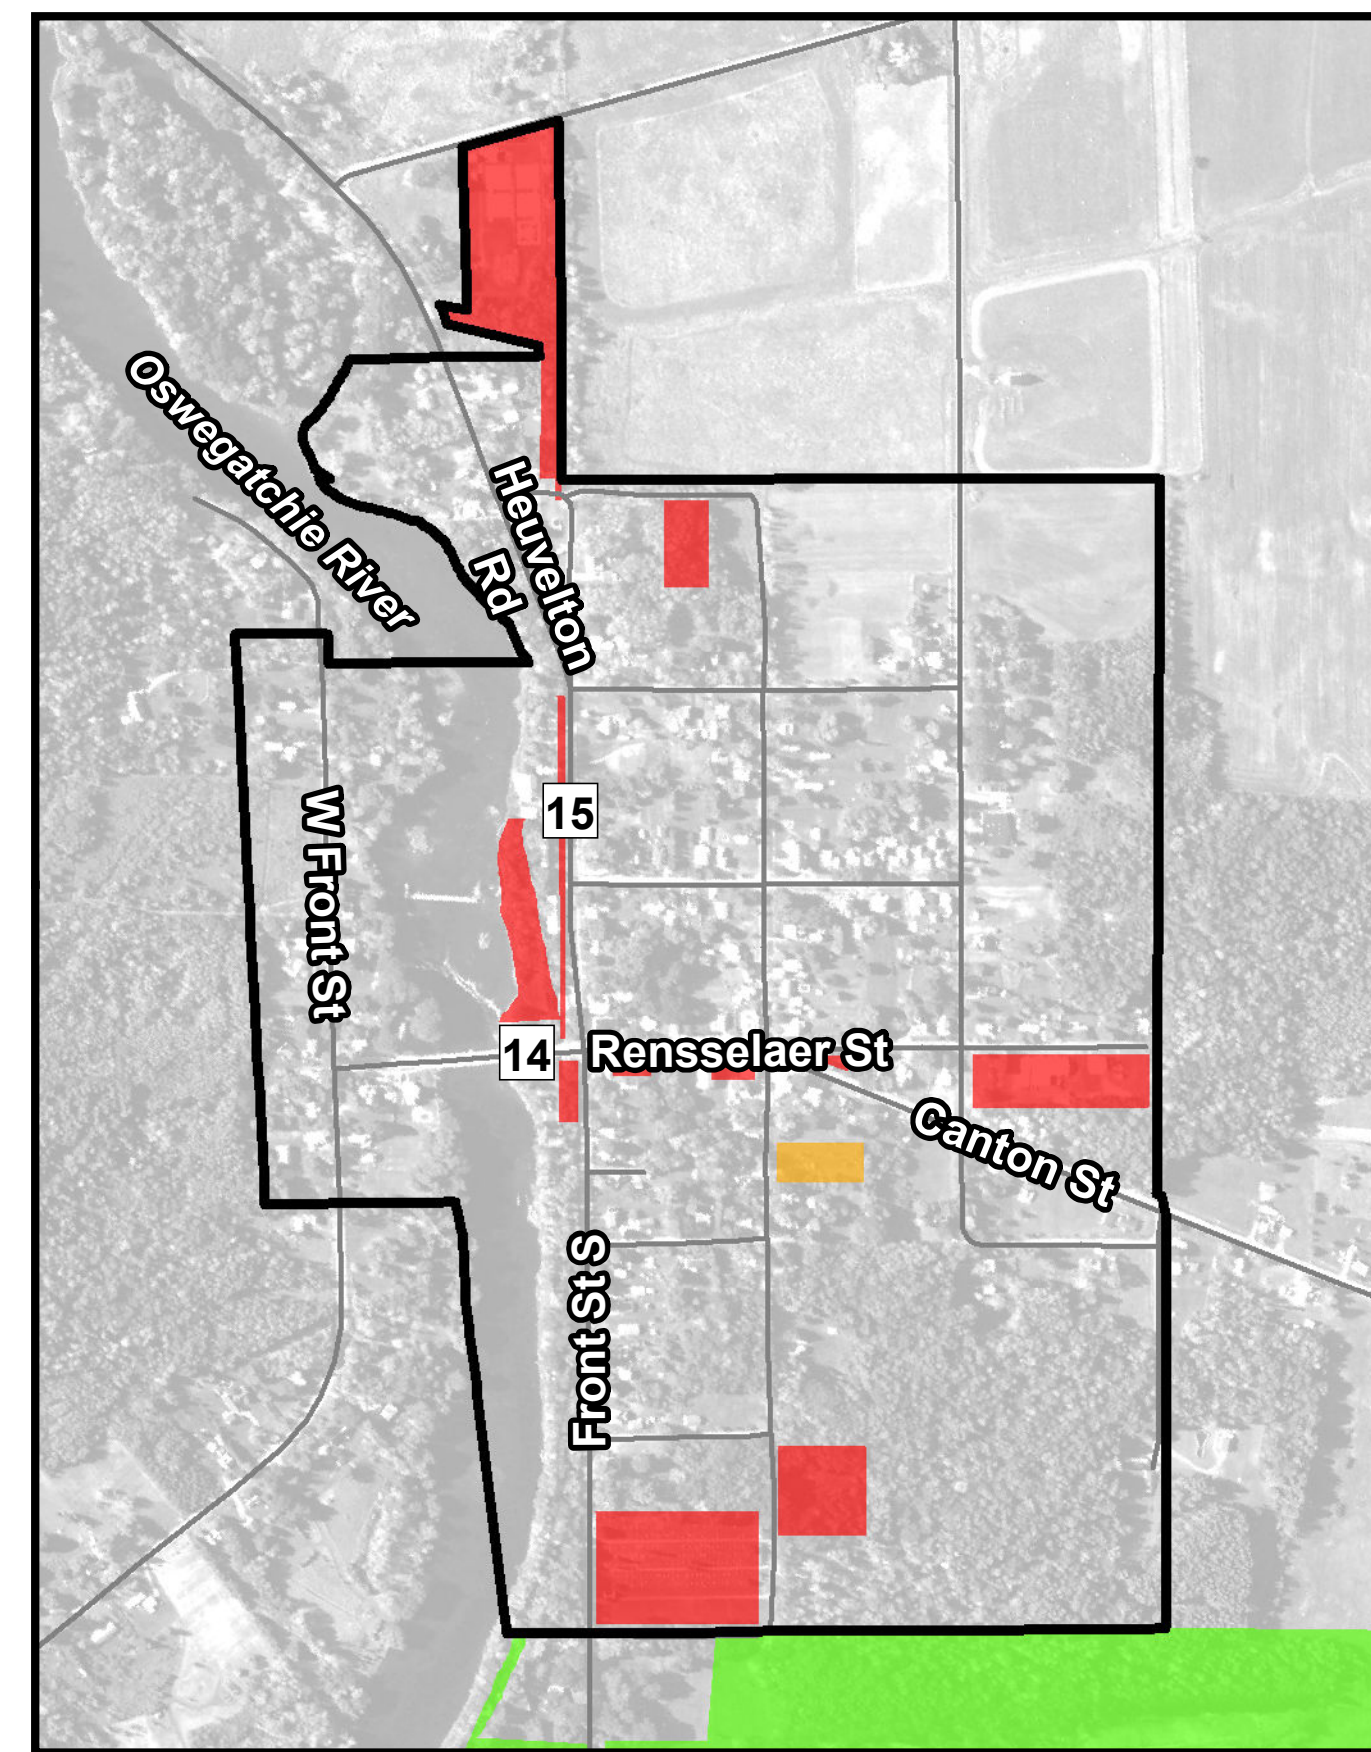 Oswegatchie River
Heuvelton
Rd
W Front St
15
14
Rensselaer St
Canton St
Front St S